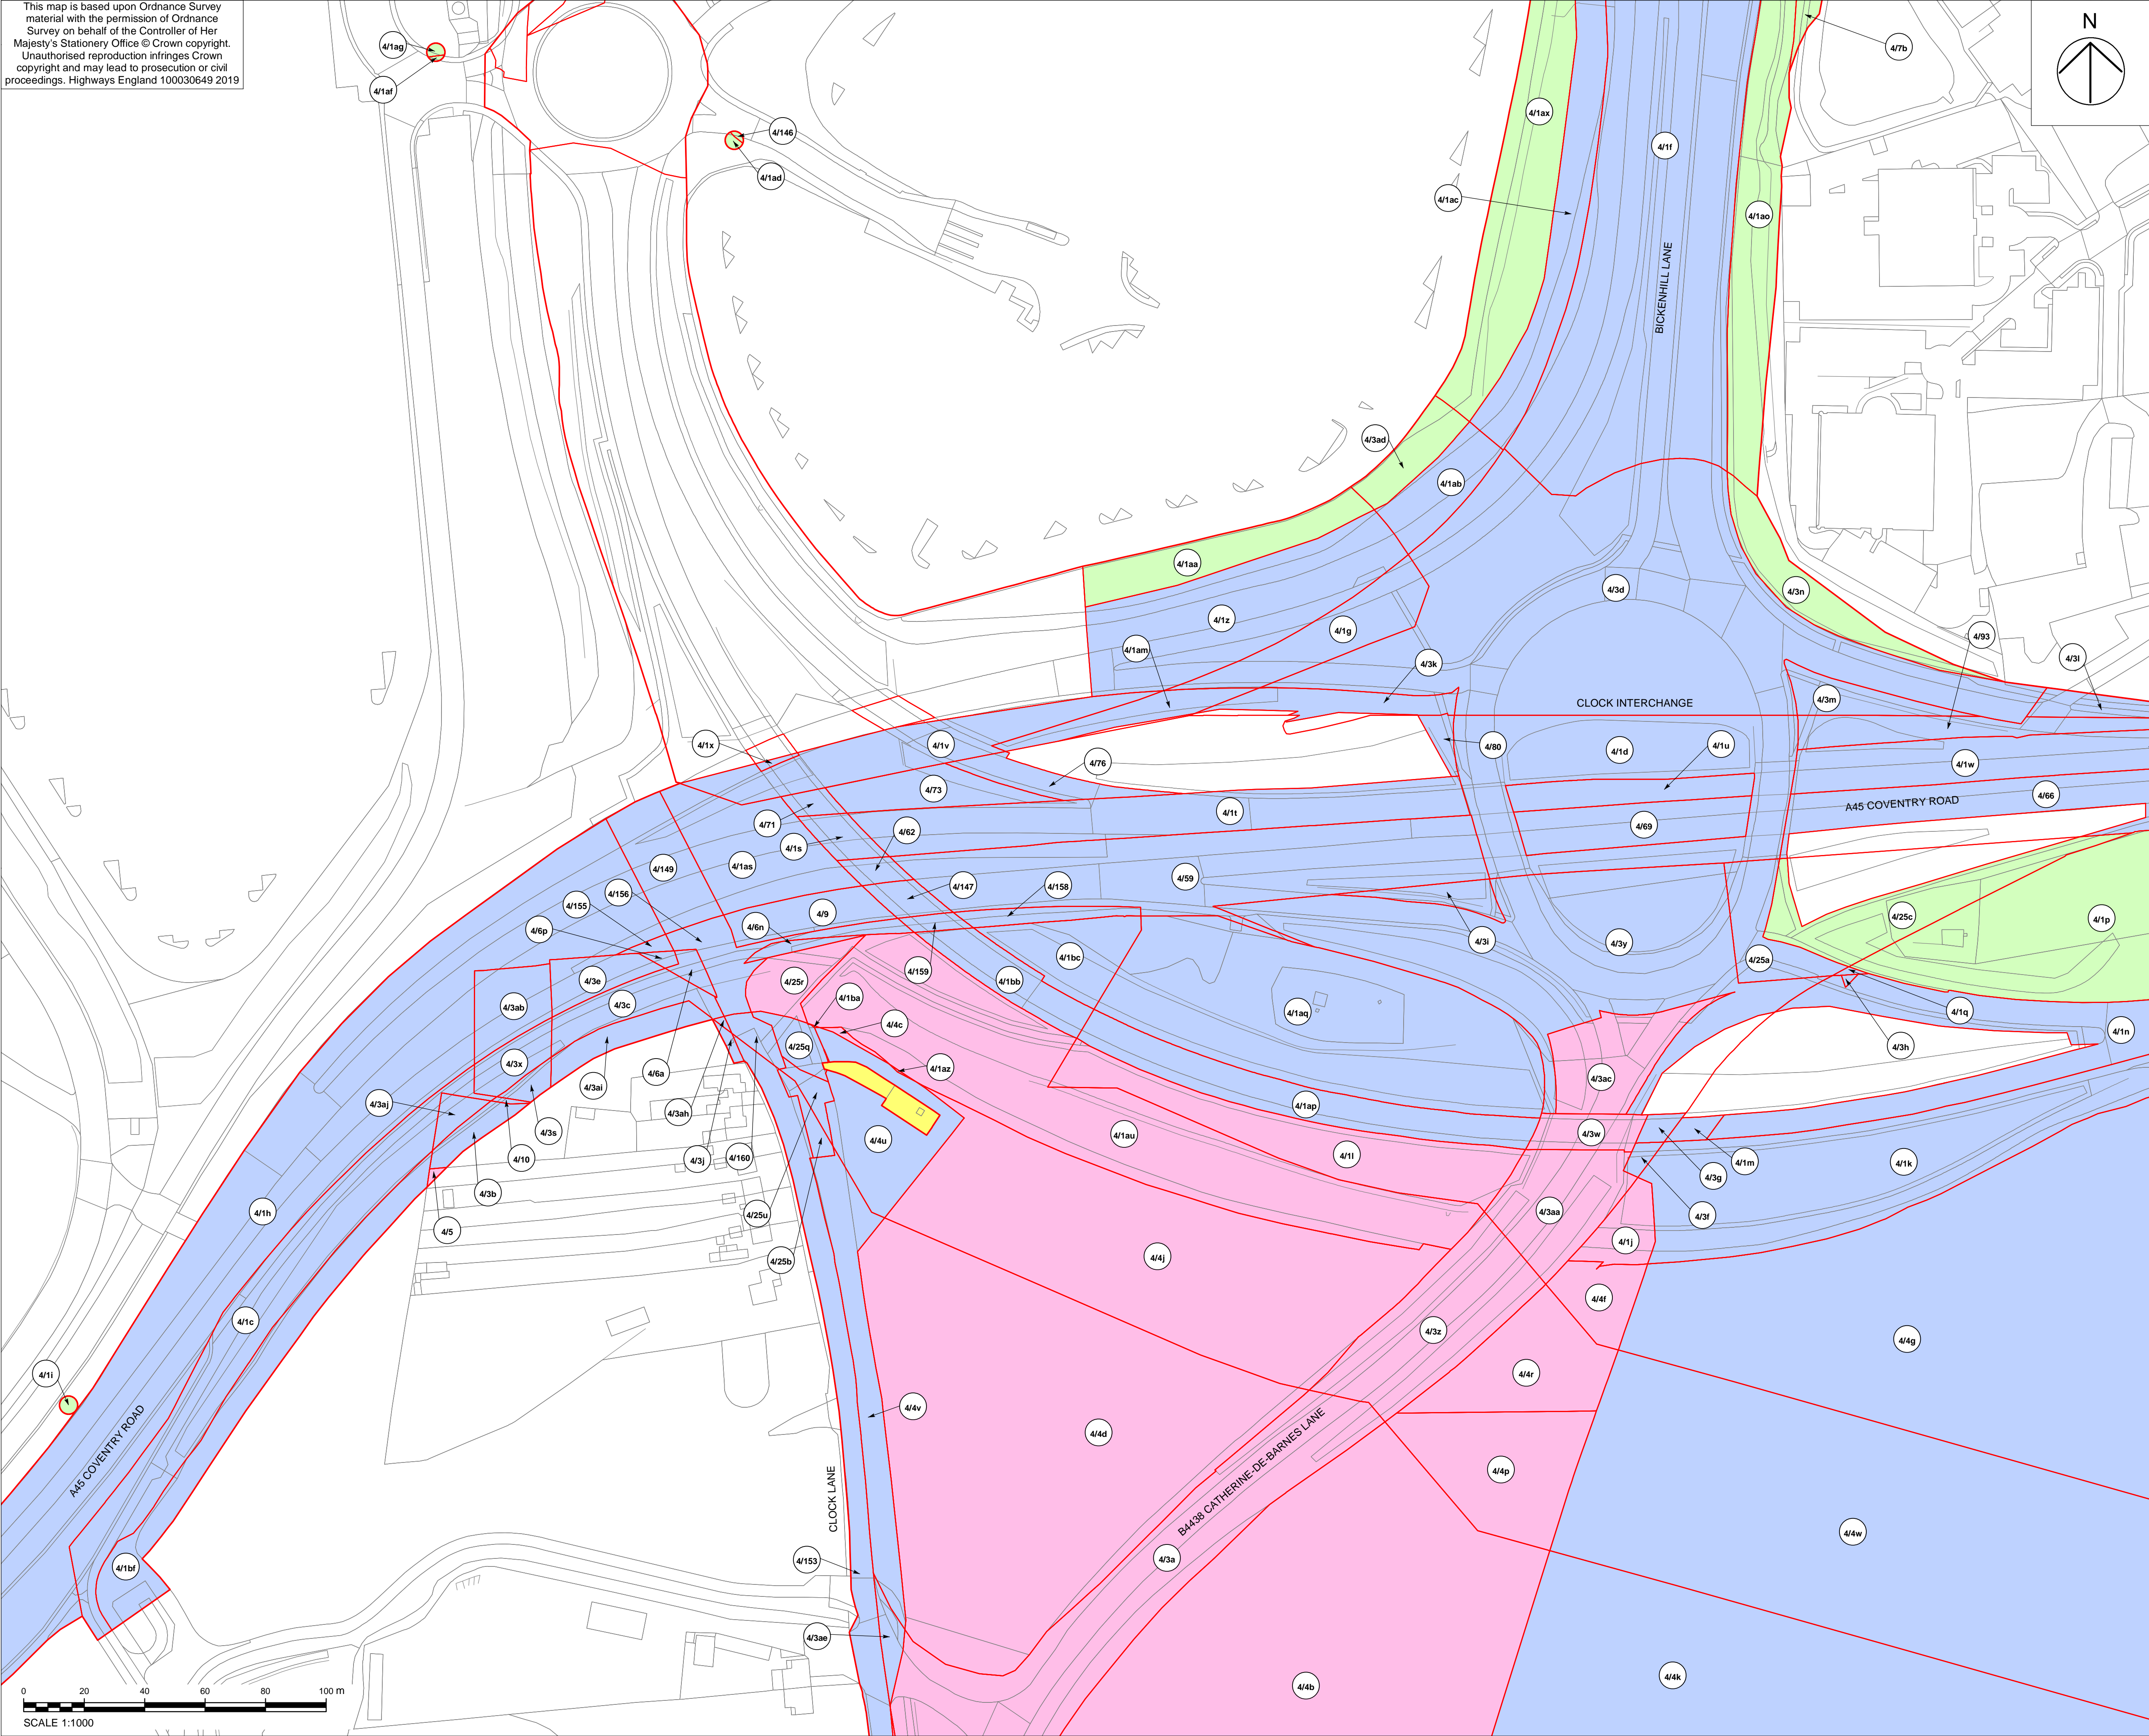 This map is based upon Ordnance Survey
material with the permission of Ordnance
Survey on behalf of the Controller of Her
Majesty's Stationery Office © Crown copyright.
Unauthorised reproduction infringes Crown
copyright and may lead to prosecution or civil
proceedings. Highways England 100030649 2019
N
4/1ag
4/1af
4/146
4/1ad
4/7b
4/1ax
4/1f
4/1ac
4/1ao
BICKENHILL LANE
4/3ad
4/1ab
4/1aa
4/3d
4/3n
4/1z
4/1g
4/93
4/1am
4/3k
4/3l
4/3m
CLOCK INTERCHANGE
4/1x
4/1v
4/80
4/1d
4/1u
4/76
4/1w
4/73
4/66
A45 COVENTRY ROAD
4/1t
4/71
4/69
4/62
4/1s
4/149
4/1as
4/59
4/156
4/147
4/158
4/155
4/9
4/6n
4/6p
4/25c
4/1p
4/3i
4/3y
4/1bc
4/25a
4/159
4/25r
4/1bb
4/3e
4/1ba
4/3ab
4/3c
4/1aq
4/1q
4/4c
4/1n
4/25q
4/3h
4/3x
4/1az
4/6a
4/3ac
4/3ai
4/3aj
4/1ap
4/3ah
4/3s
4/4u
4/1au
4/3w
4/1l
4/10
4/3j
4/160
4/1m
4/1k
4/3g
4/3b
4/1h
4/25u
4/3aa
4/3f
4/5
4/1j
4/25b
4/4j
4/4f
4/1c
4/3z
4/4g
4/1i
4/4r
4/4v
A45 COVENTRY ROAD
4/4d
B4438 CATHERINE-DE-BARNES LANE
4/4p
CLOCK LANE
4/4w
4/153
4/3a
4/1bf
4/3ae
4/4k
4/4b
0 20 40 60 80 100 m
SCALE 1:1000